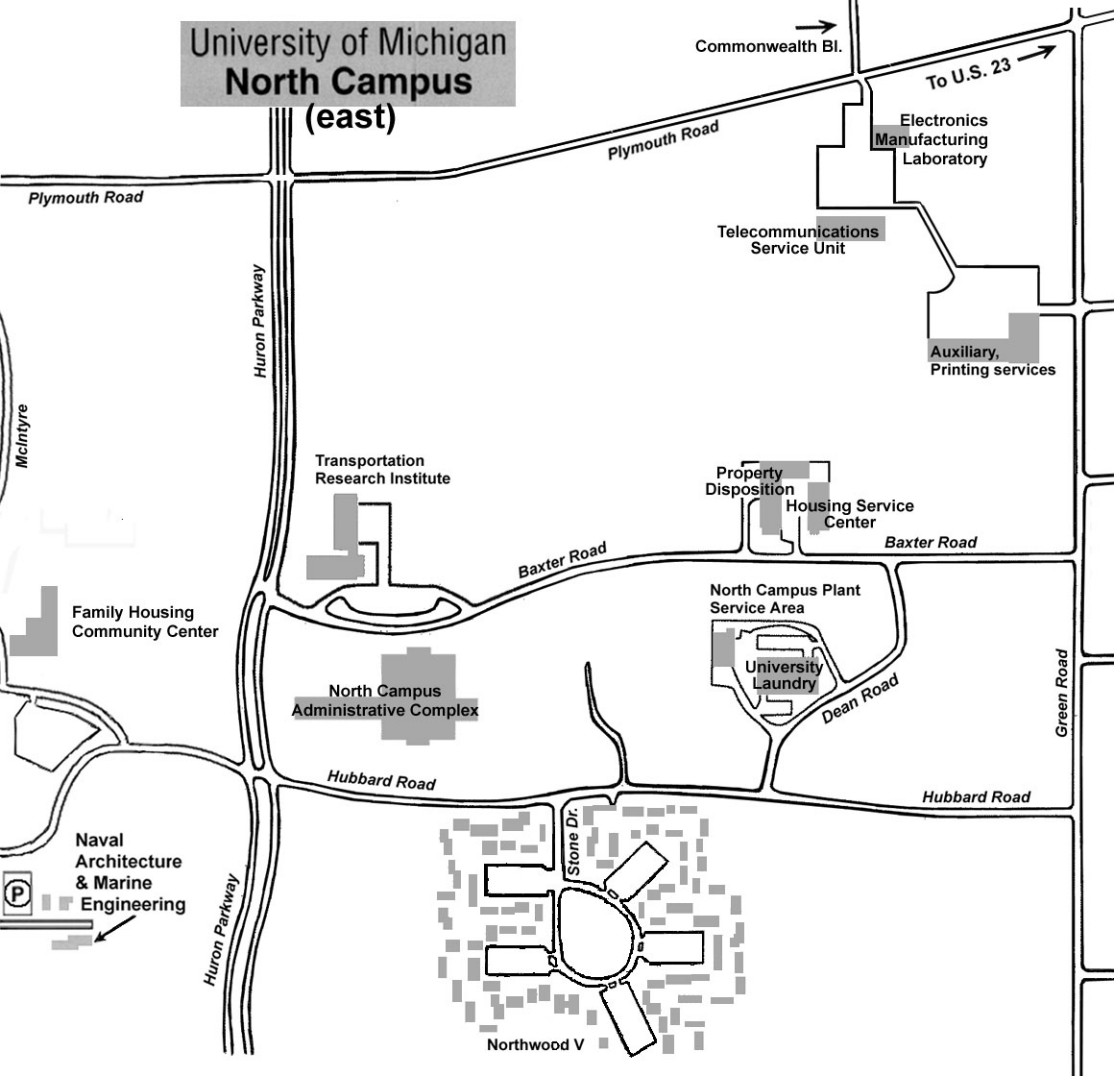 University of Michigan
North Campus
(east)
Commonwealth Bl.
To U.S. 23
Plymouth Road
Electronics
Manufacturing
Laboratory
Plymouth Road
Telecommunications
Service Unit
Huron Parkway
Auxiliary,
Printing services
McIntyre
Transportation
Research Institute
Property
Disposition
Housing Service
Center
Baxter Road
Baxter Road
North Campus Plant
Service Area
Family Housing
Community Center
University
Laundry
North Campus
Administrative Complex
Dean Road
Green Road
Hubbard Road
Hubbard Road
Stone Dr.
Naval
Architecture
& Marine
Engineering
P
Huron Parkway
Northwood V